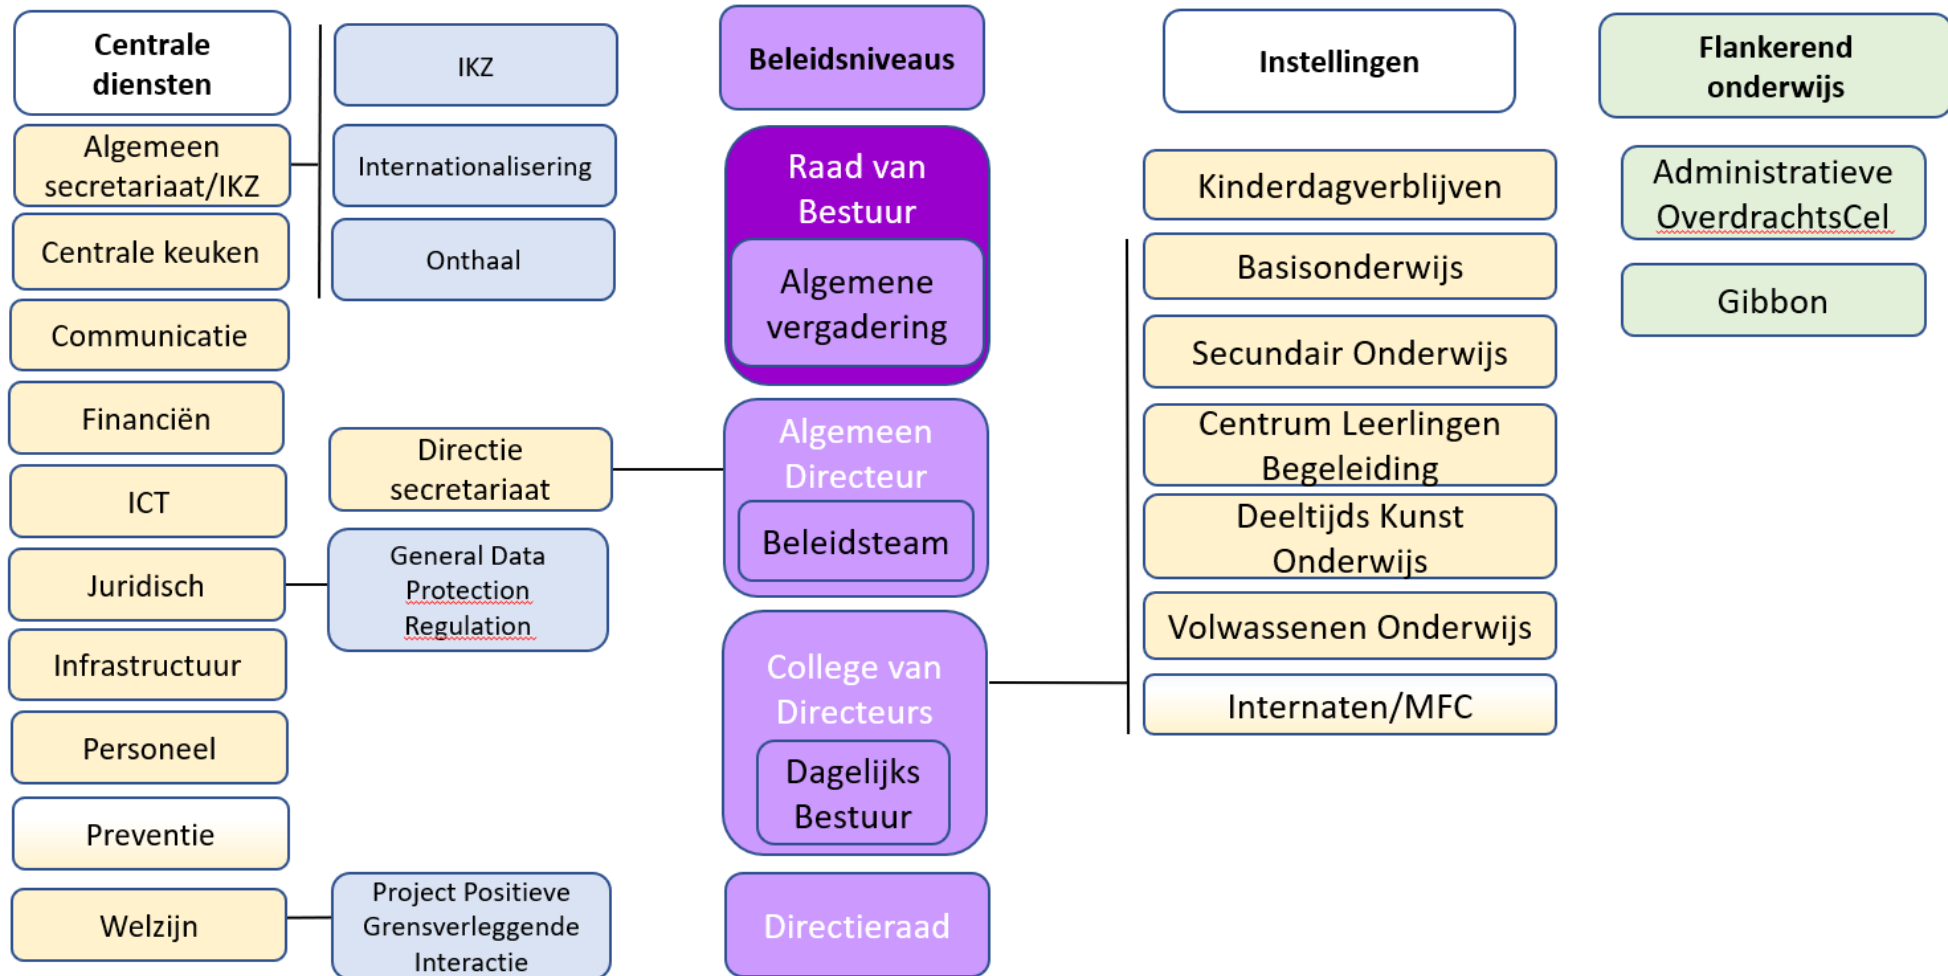 Centrale
diensten
Algemeen
secretariaat/IKZ
Centrale keuken
Communicatie
Financiën
ICT
Juridisch
Infrastructuur
Personeel
Preventie
Welzijn
IKZ
Internationalisering
Onthaal
Directie
secretariaat
General Data
Protection
Regulation
Project Positieve
Grensverleggende
Interactie
Beleidsniveaus
Raad van
Bestuur
Algemene
vergadering
Algemeen
Directeur
Beleidsteam
College van
Directeurs
Dagelijks
Bestuur
Directieraad
Instellingen
Kinderdagverblijven
Basisonderwijs
Secundair Onderwijs
Centrum Leerlingen
Begeleiding
Deeltijds Kunst
Onderwijs
Volwassenen Onderwijs
Internaten/MFC
Flankerend
onderwijs
Administratieve
OverdrachtsCel
Gibbon